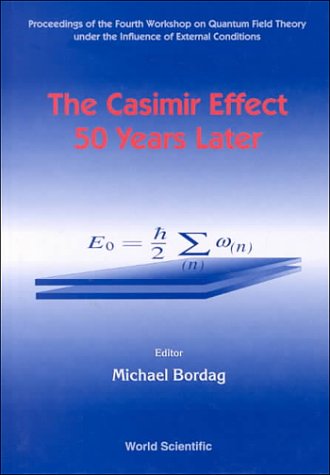 Proceedings of the Fourth Workshop on Quantum Field Theory
under the Influence of External Conditions
The Casimir Effect
50 Years Later
E₀ = ℏ/2 ∑₍ₙ₎ ω₍ₙ₎
Editor
Michael Bordag
World Scientific